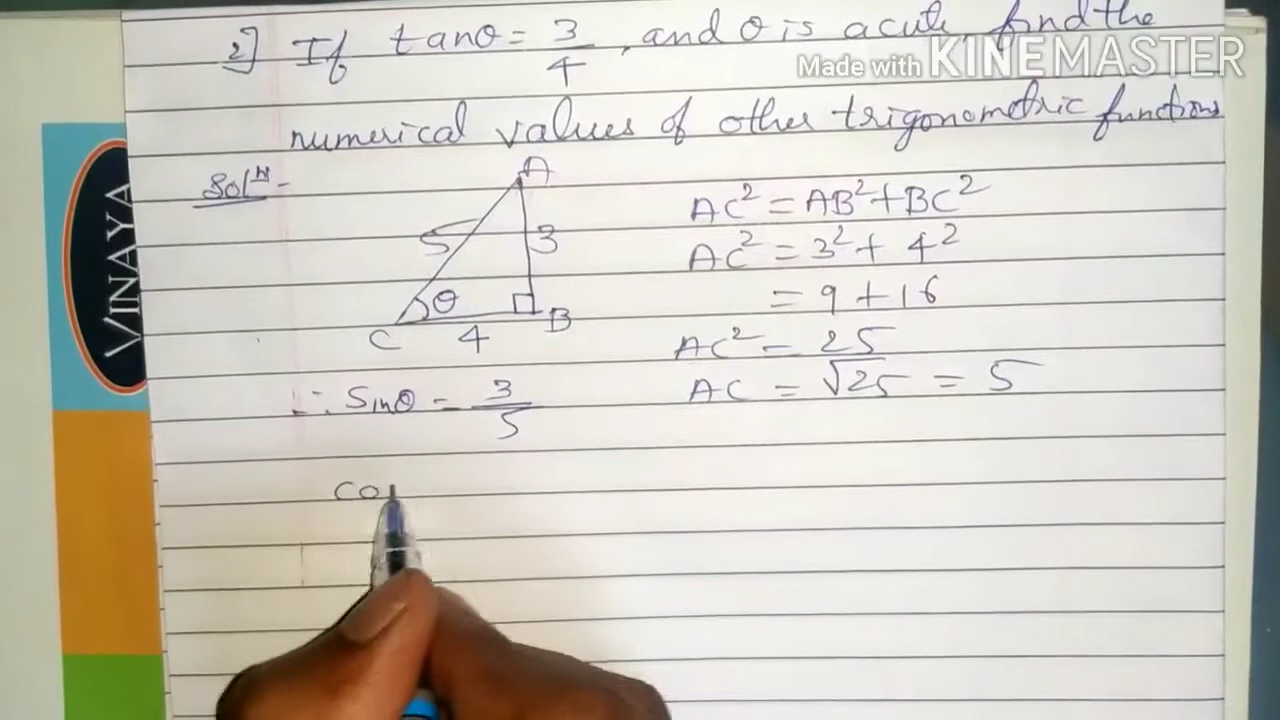 2] If tanθ = 3/4, and θ is acute, find the
Made with KINEMASTER
numerical values of other trigonometric functions
Solⁿ -
A
5
3
θ
C
4
B
AC² = AB² + BC²
AC² = 3² + 4²
= 9 + 16
AC² = 25
AC = √25 = 5
∴ Sinθ = 3/5
co
VINAYA